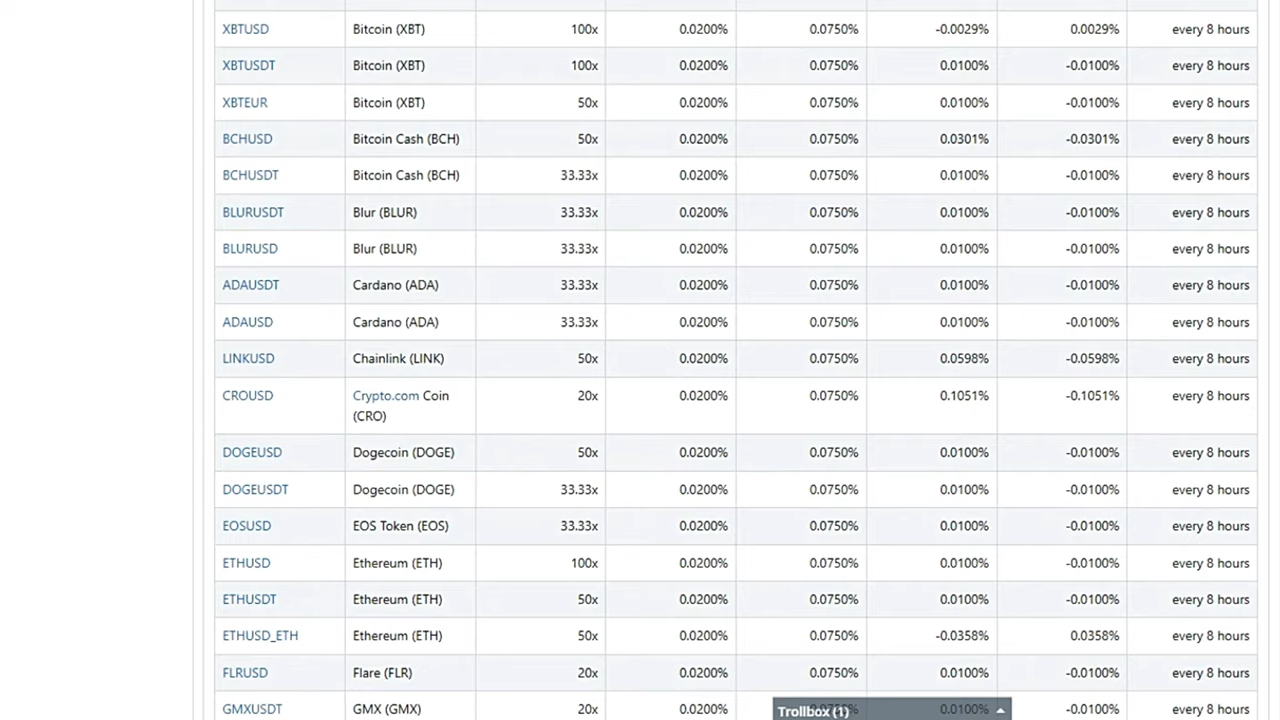 XBTUSD Bitcoin (XBT) 100x 0.0200% 0.0750% -0.0029% 0.0029% every 8 hours
XBTUSDT Bitcoin (XBT) 100x 0.0200% 0.0750% 0.0100% -0.0100% every 8 hours
XBTEUR Bitcoin (XBT) 50x 0.0200% 0.0750% 0.0100% -0.0100% every 8 hours
BCHUSD Bitcoin Cash (BCH) 50x 0.0200% 0.0750% 0.0301% -0.0301% every 8 hours
BCHUSDT Bitcoin Cash (BCH) 33.33x 0.0200% 0.0750% 0.0100% -0.0100% every 8 hours
BLURUSDT Blur (BLUR) 33.33x 0.0200% 0.0750% 0.0100% -0.0100% every 8 hours
BLURUSD Blur (BLUR) 33.33x 0.0200% 0.0750% 0.0100% -0.0100% every 8 hours
ADAUSDT Cardano (ADA) 33.33x 0.0200% 0.0750% 0.0100% -0.0100% every 8 hours
ADAUSD Cardano (ADA) 33.33x 0.0200% 0.0750% 0.0100% -0.0100% every 8 hours
LINKUSD Chainlink (LINK) 50x 0.0200% 0.0750% 0.0598% -0.0598% every 8 hours
CROUSD Crypto.com Coin 20x 0.0200% 0.0750% 0.1051% -0.1051% every 8 hours
(CRO)
DOGEUSD Dogecoin (DOGE) 50x 0.0200% 0.0750% 0.0100% -0.0100% every 8 hours
DOGEUSDT Dogecoin (DOGE) 33.33x 0.0200% 0.0750% 0.0100% -0.0100% every 8 hours
EOSUSD EOS Token (EOS) 33.33x 0.0200% 0.0750% 0.0100% -0.0100% every 8 hours
ETHUSD Ethereum (ETH) 100x 0.0200% 0.0750% 0.0100% -0.0100% every 8 hours
ETHUSDT Ethereum (ETH) 50x 0.0200% 0.0750% 0.0100% -0.0100% every 8 hours
ETHUSD_ETH Ethereum (ETH) 50x 0.0200% 0.0750% -0.0358% 0.0358% every 8 hours
FLRUSD Flare (FLR) 20x 0.0200% 0.0750% 0.0100% -0.0100% every 8 hours
GMXUSDT GMX (GMX) 20x 0.0200% 0.0750% 0.0100% -0.0100% every 8 hours
Trollbox (1)